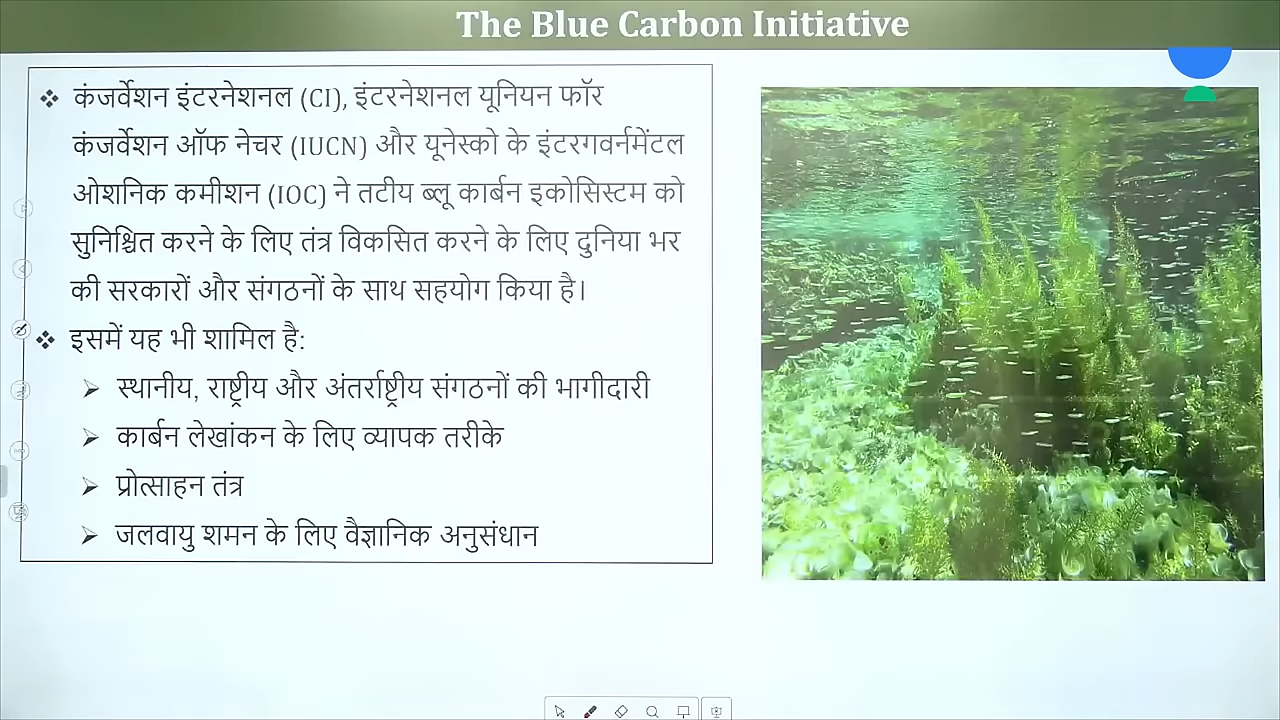 The Blue Carbon Initiative
❖ कंजर्वेशन इंटरनेशनल (CI), इंटरनेशनल यूनियन फॉर
कंजर्वेशन ऑफ नेचर (IUCN) और यूनेस्को के इंटरगवर्नमेंटल
ओशनिक कमीशन (IOC) ने तटीय ब्लू कार्बन इकोसिस्टम को
सुनिश्चित करने के लिए तंत्र विकसित करने के लिए दुनिया भर
की सरकारों और संगठनों के साथ सहयोग किया है।
❖ इसमें यह भी शामिल है:
➢ स्थानीय, राष्ट्रीय और अंतर्राष्ट्रीय संगठनों की भागीदारी
➢ कार्बन लेखांकन के लिए व्यापक तरीके
➢ प्रोत्साहन तंत्र
➢ जलवायु शमन के लिए वैज्ञानिक अनुसंधान